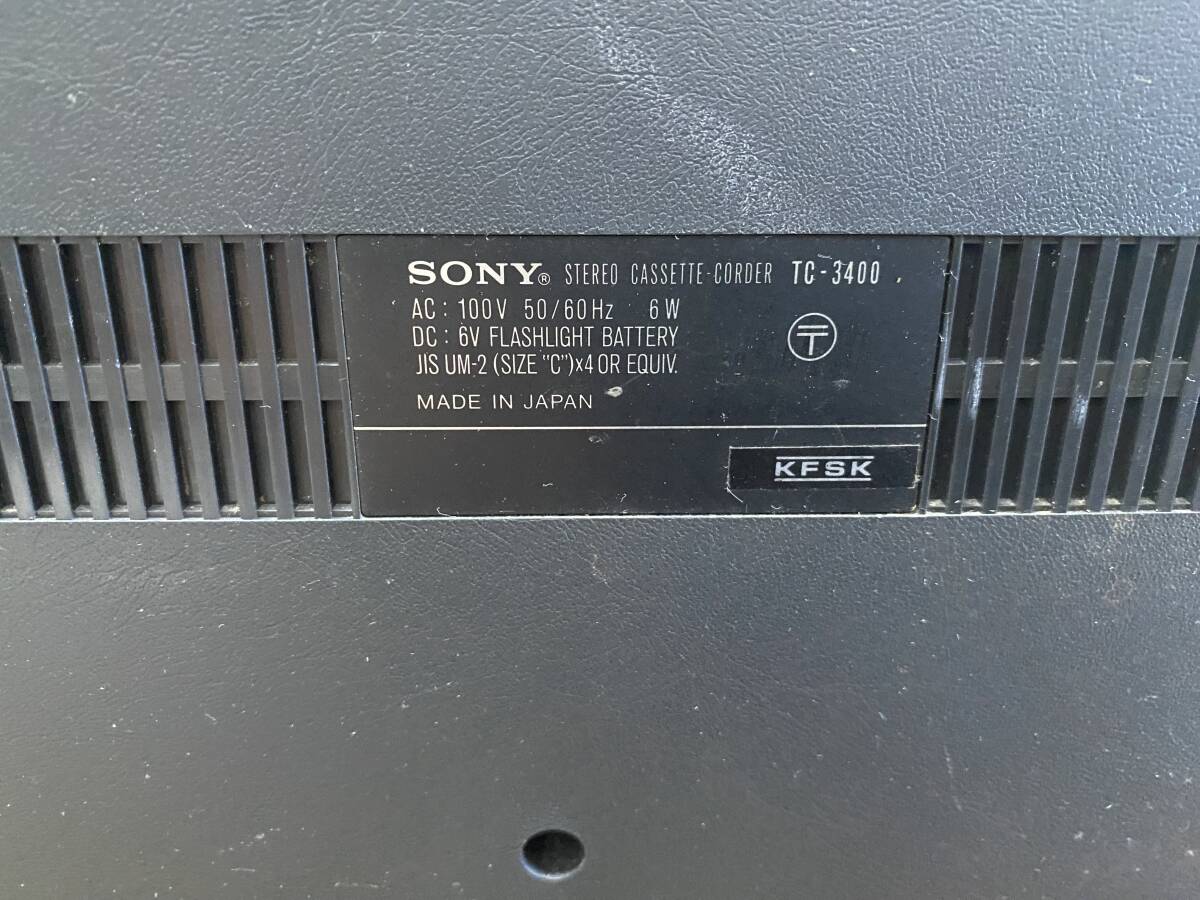 SONY® STEREO CASSETTE-CORDER TC-3400
AC: 100V 50/60Hz 6W
DC: 6V FLASHLIGHT BATTERY
JIS UM-2 (SIZE "C")x4 OR EQUIV.
〒
MADE IN JAPAN
KFSK